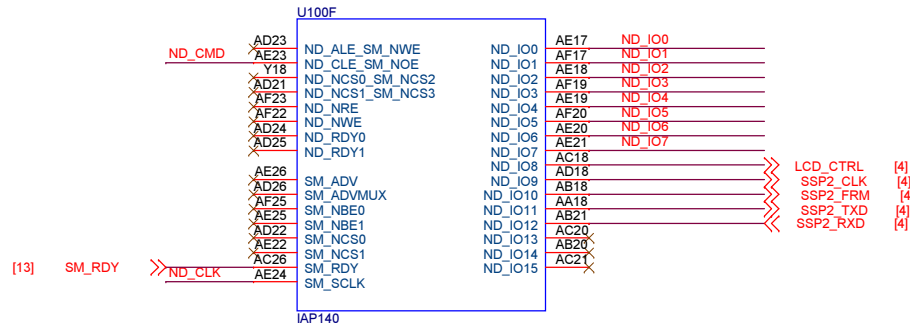 U100F
AD23 ND_ALE_SM_NWE ND_IO0 AE17 ND_IO0
ND_CMD AE23 ND_CLE_SM_NOE ND_IO1 AF17 ND_IO1
Y18 ND_NCS0_SM_NCS2 ND_IO2 AE18 ND_IO2
AD21 ND_NCS1_SM_NCS3 ND_IO3 AF19 ND_IO3
AF23 ND_NRE ND_IO4 AE19 ND_IO4
AF22 ND_NWE ND_IO5 AF20 ND_IO5
AD24 ND_RDY0 ND_IO6 AE20 ND_IO6
AD25 ND_RDY1 ND_IO7 AE21 ND_IO7
ND_IO8 AC18 LCD_CTRL [4]
AE26 SM_ADV ND_IO9 AD18 SSP2_CLK [4]
AD26 SM_ADVMUX ND_IO10 AB18 SSP2_FRM [4
AF25 SM_NBE0 ND_IO11 AA18 SSP2_TXD [4]
AE25 SM_NBE1 ND_IO12 AB21 SSP2_RXD [4]
AD22 SM_NCS0 ND_IO13 AC20
AE22 SM_NCS1 ND_IO14 AB20
[13] SM_RDY AC26 SM_RDY ND_IO15 AC21
ND_CLK AE24 SM_SCLK
IAP140